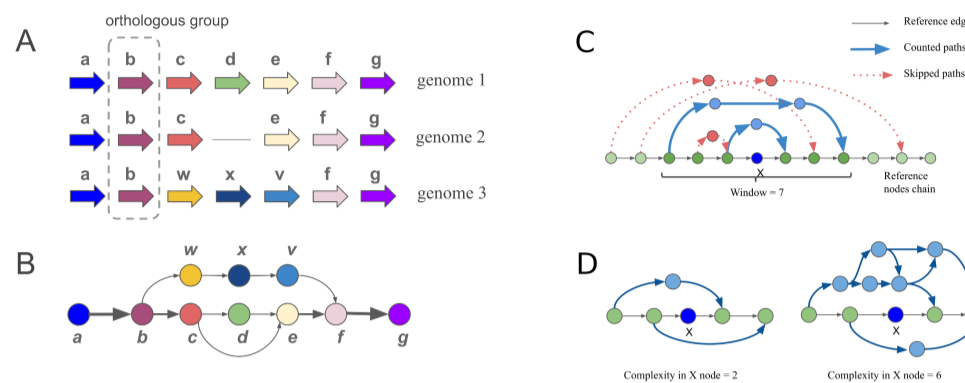 orthologous group
A
a b c d e f g
genome 1
a b c e f g
genome 2
a b w x v f g
genome 3
B
w x v
a b c d e f g
C
Counted paths
Skipped paths
X
Window = 7
Reference
nodes chain
D
X
Complexity in X node = 2
X
Complexity in X node = 6